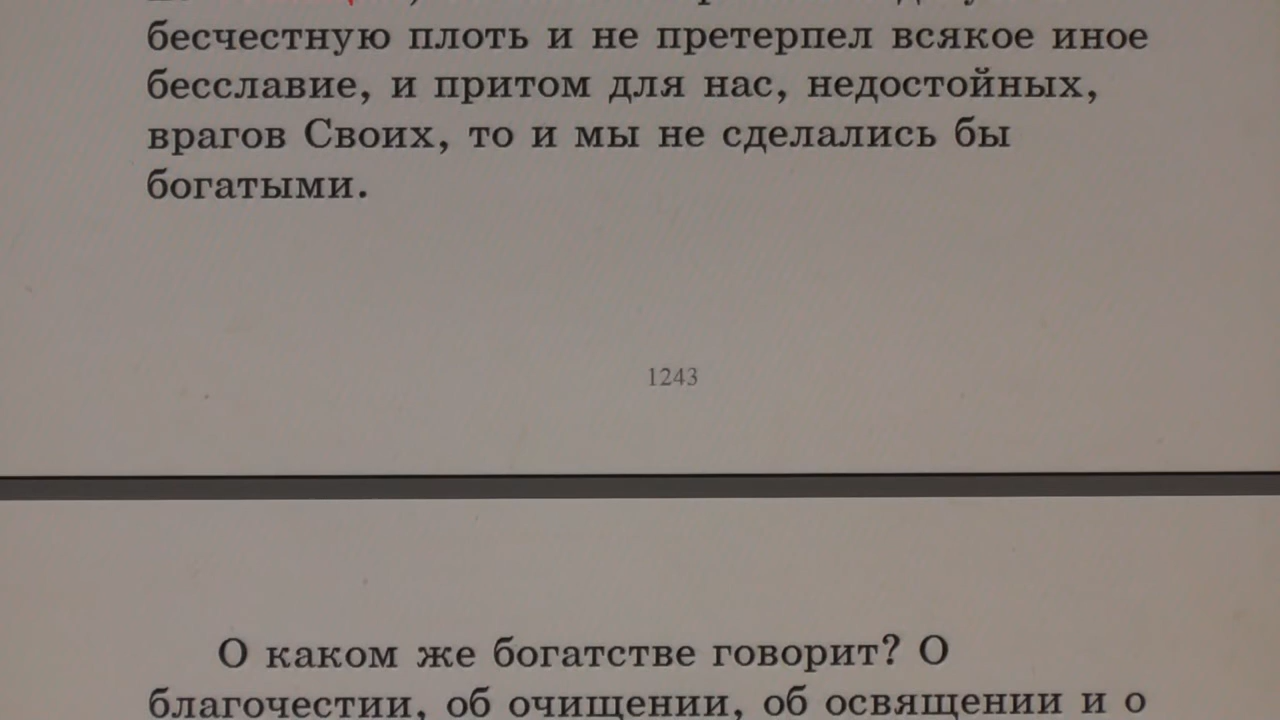 бесчестную плоть и не претерпел всякое иное
бесславие, и притом для нас, недостойных,
врагов Своих, то и мы не сделались бы
богатыми.
1243
О каком же богатстве говорит? О
благочестии, об очищении, об освящении и о